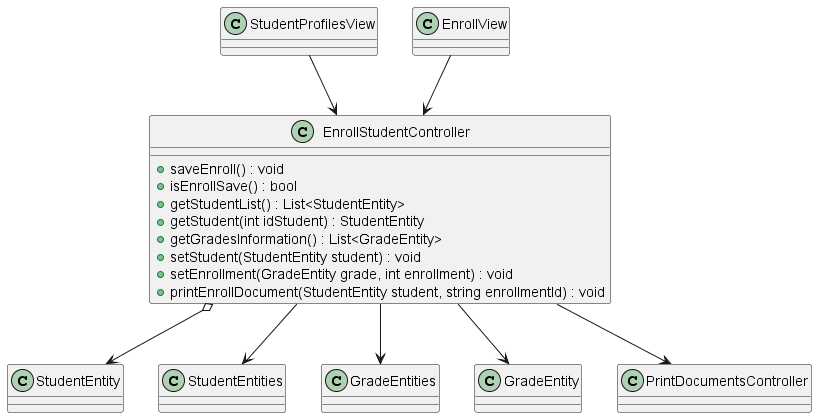 C StudentProfilesView
C EnrollView
C EnrollStudentController
saveEnroll() : void
isEnrollSave() : bool
getStudentList() : List<StudentEntity>
getStudent(int idStudent) : StudentEntity
getGradesInformation() : List<GradeEntity>
setStudent(StudentEntity student) : void
setEnrollment(GradeEntity grade, int enrollment) : void
printEnrollDocument(StudentEntity student, string enrollmentId) : void
C StudentEntity
C StudentEntities
C GradeEntities
C GradeEntity
C PrintDocumentsController